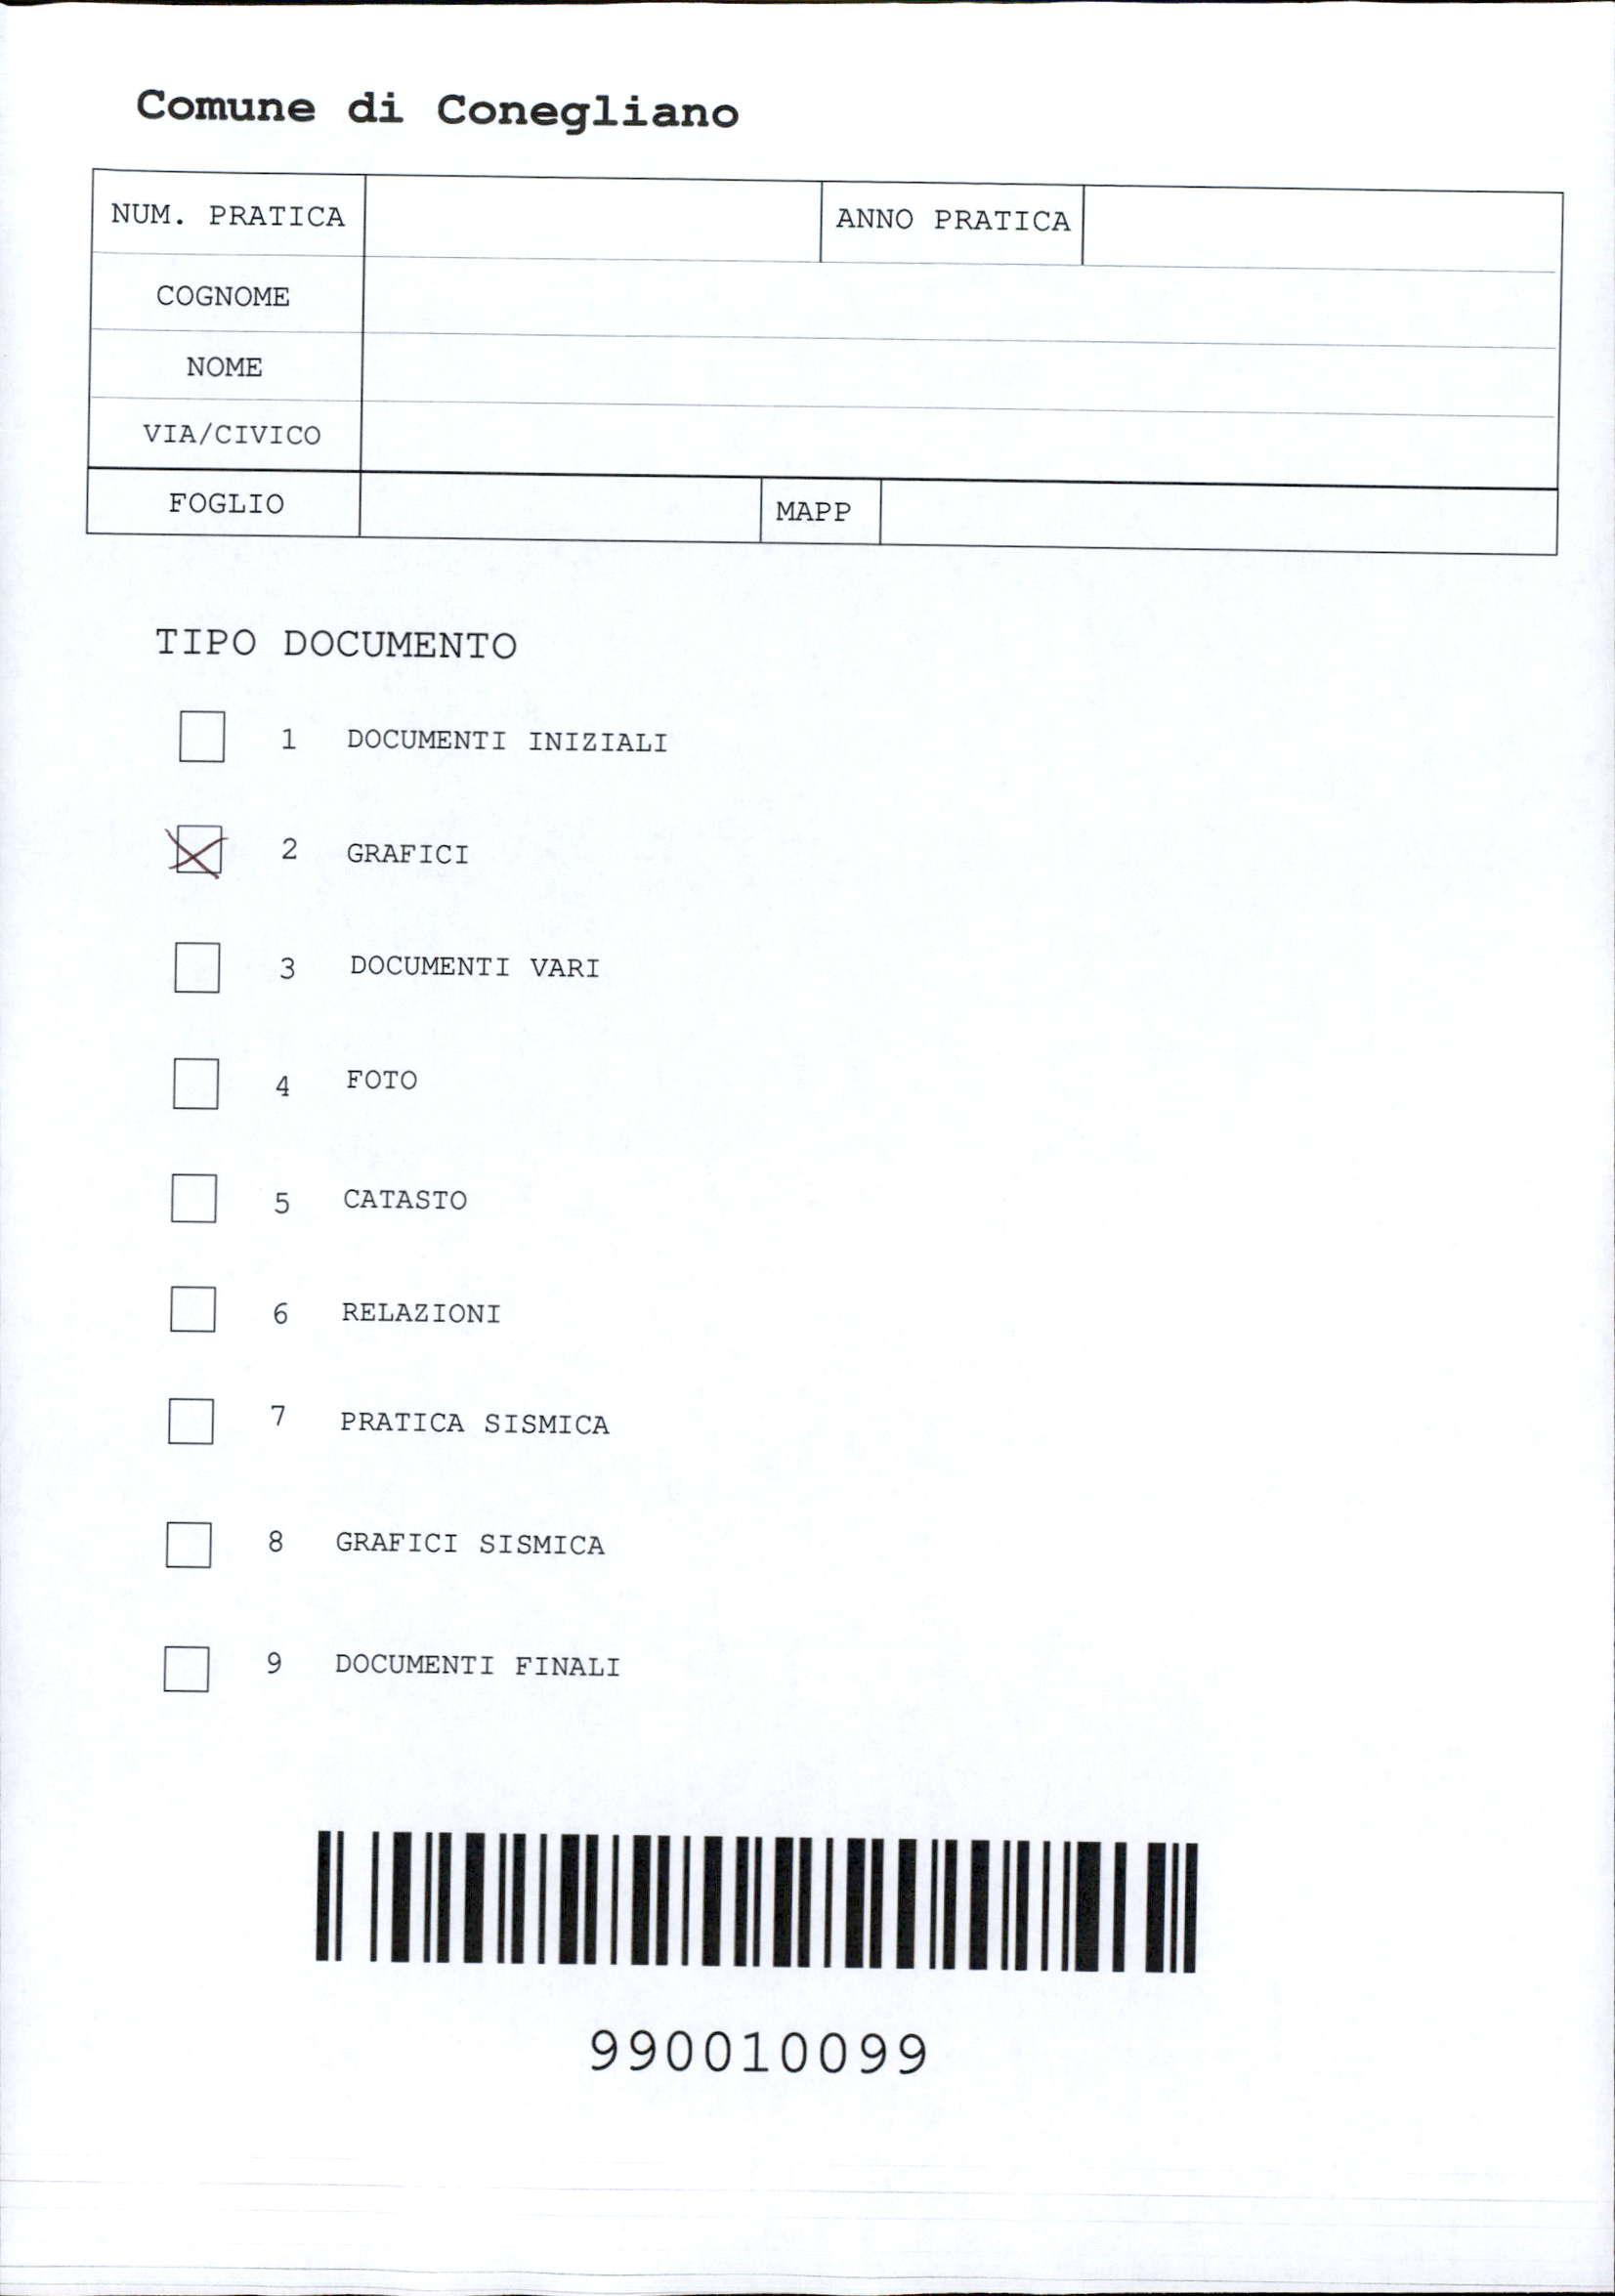 Comune di Conegliano
NUM. PRATICA ANNO PRATICA
COGNOME
NOME
VIA/CIVICO
FOGLIO MAPP
TIPO DOCUMENTO
1 DOCUMENTI INIZIALI
2 GRAFICI
3 DOCUMENTI VARI
4 FOTO
5 CATASTO
6 RELAZIONI
7 PRATICA SISMICA
8 GRAFICI SISMICA
9 DOCUMENTI FINALI
990010099